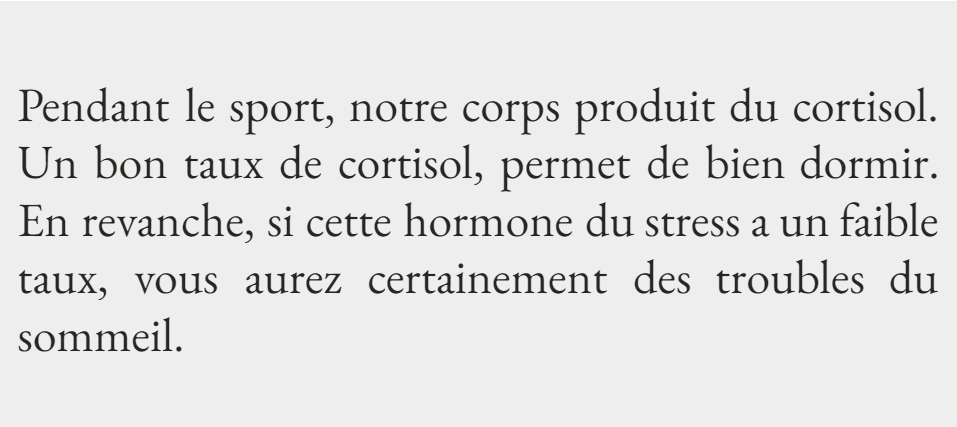 Pendant le sport, notre corps produit du cortisol.
Un bon taux de cortisol, permet de bien dormir.
En revanche, si cette hormone du stress a un faible
taux, vous aurez certainement des troubles du
sommeil.